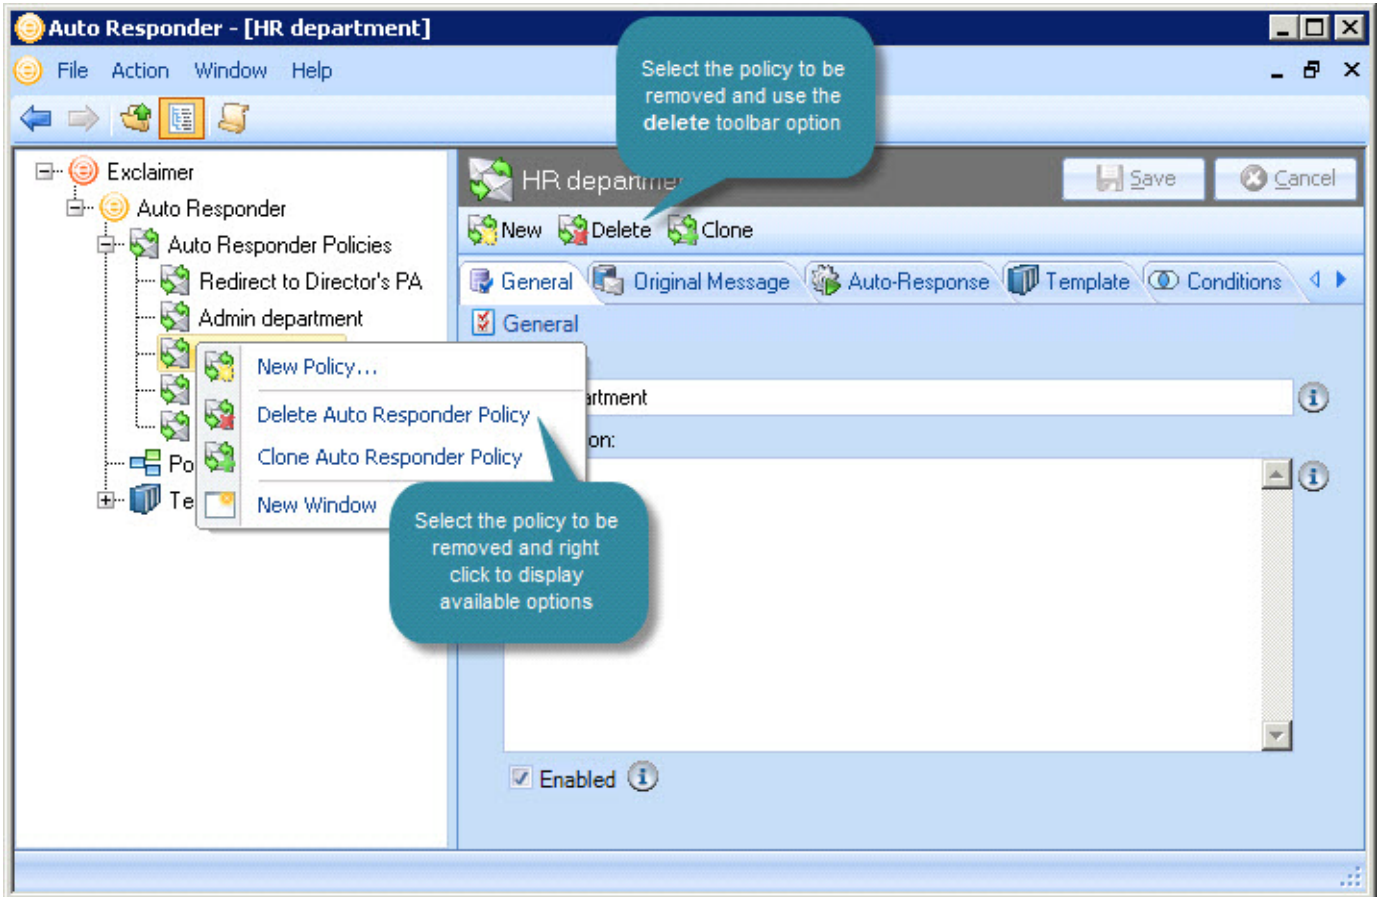 Auto Responder - [HR department]
File Action Window Help
Select the policy to be
removed and use the
delete toolbar option
Exclaimer
Auto Responder
Auto Responder Policies
Redirect to Director's PA
Admin department
HR departme
Save
Cancel
New Delete Clone
General Original Message Auto-Response Template Conditions
General
New Policy...
Delete Auto Responder Policy
Clone Auto Responder Policy
New Window
Po
Te
artment
on:
Select the policy to be
removed and right
click to display
available options
Enabled